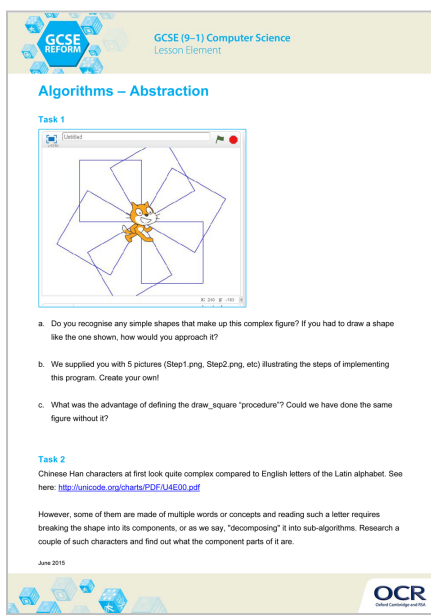 GCSE
REFORM
GCSE (9–1) Computer Science
Lesson Element
Algorithms – Abstraction
Task 1
Untitled
a. Do you recognise any simple shapes that make up this complex figure? If you had to draw a shape
like the one shown, how would you approach it?
b. We supplied you with 5 pictures (Step1.png, Step2.png, etc) illustrating the steps of implementing
this program. Create your own!
c. What was the advantage of defining the draw_square “procedure”? Could we have done the same
figure without it?
Task 2
Chinese Han characters at first look quite complex compared to English letters of the Latin alphabet. See
here: http://unicode.org/charts/PDF/U4E00.pdf
However, some of them are made of multiple words or concepts and reading such a letter requires
breaking the shape into its components, or as we say, "decomposing" it into sub-algorithms. Research a
couple of such characters and find out what the component parts of it are.
June 2015
OCR
Oxford Cambridge and RSA